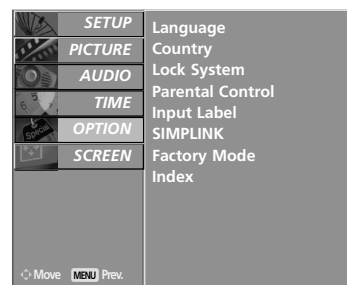 SETUP
PICTURE
AUDIO
TIME
OPTION
SCREEN
Language
Country
Lock System
Parental Control
Input Label
SIMPLINK
Factory Mode
Index
Special
Move MENU Prev.